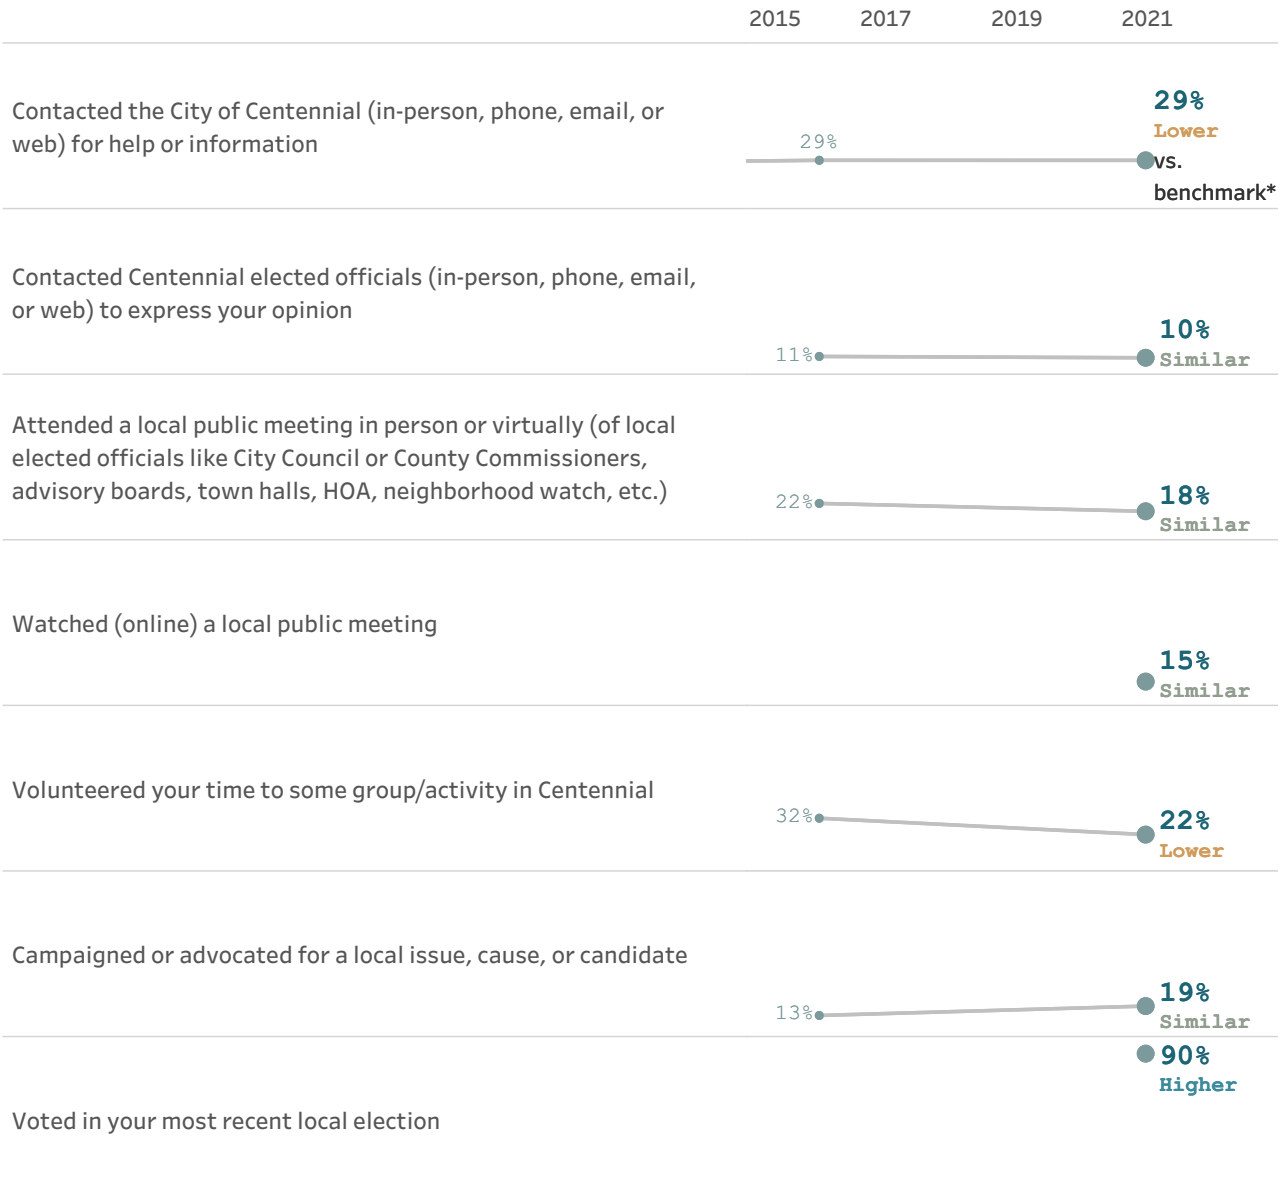 2015 2017 2019 2021
Contacted the City of Centennial (in-person, phone, email, or
web) for help or information
29%
29%
Lower
vs.
benchmark*
Contacted Centennial elected officials (in-person, phone, email,
or web) to express your opinion
11%
10%
Similar
Attended a local public meeting in person or virtually (of local
elected officials like City Council or County Commissioners,
advisory boards, town halls, HOA, neighborhood watch, etc.)
22%
18%
Similar
Watched (online) a local public meeting
15%
Similar
Volunteered your time to some group/activity in Centennial
32%
22%
Lower
Campaigned or advocated for a local issue, cause, or candidate
13%
19%
Similar
90%
Higher
Voted in your most recent local election